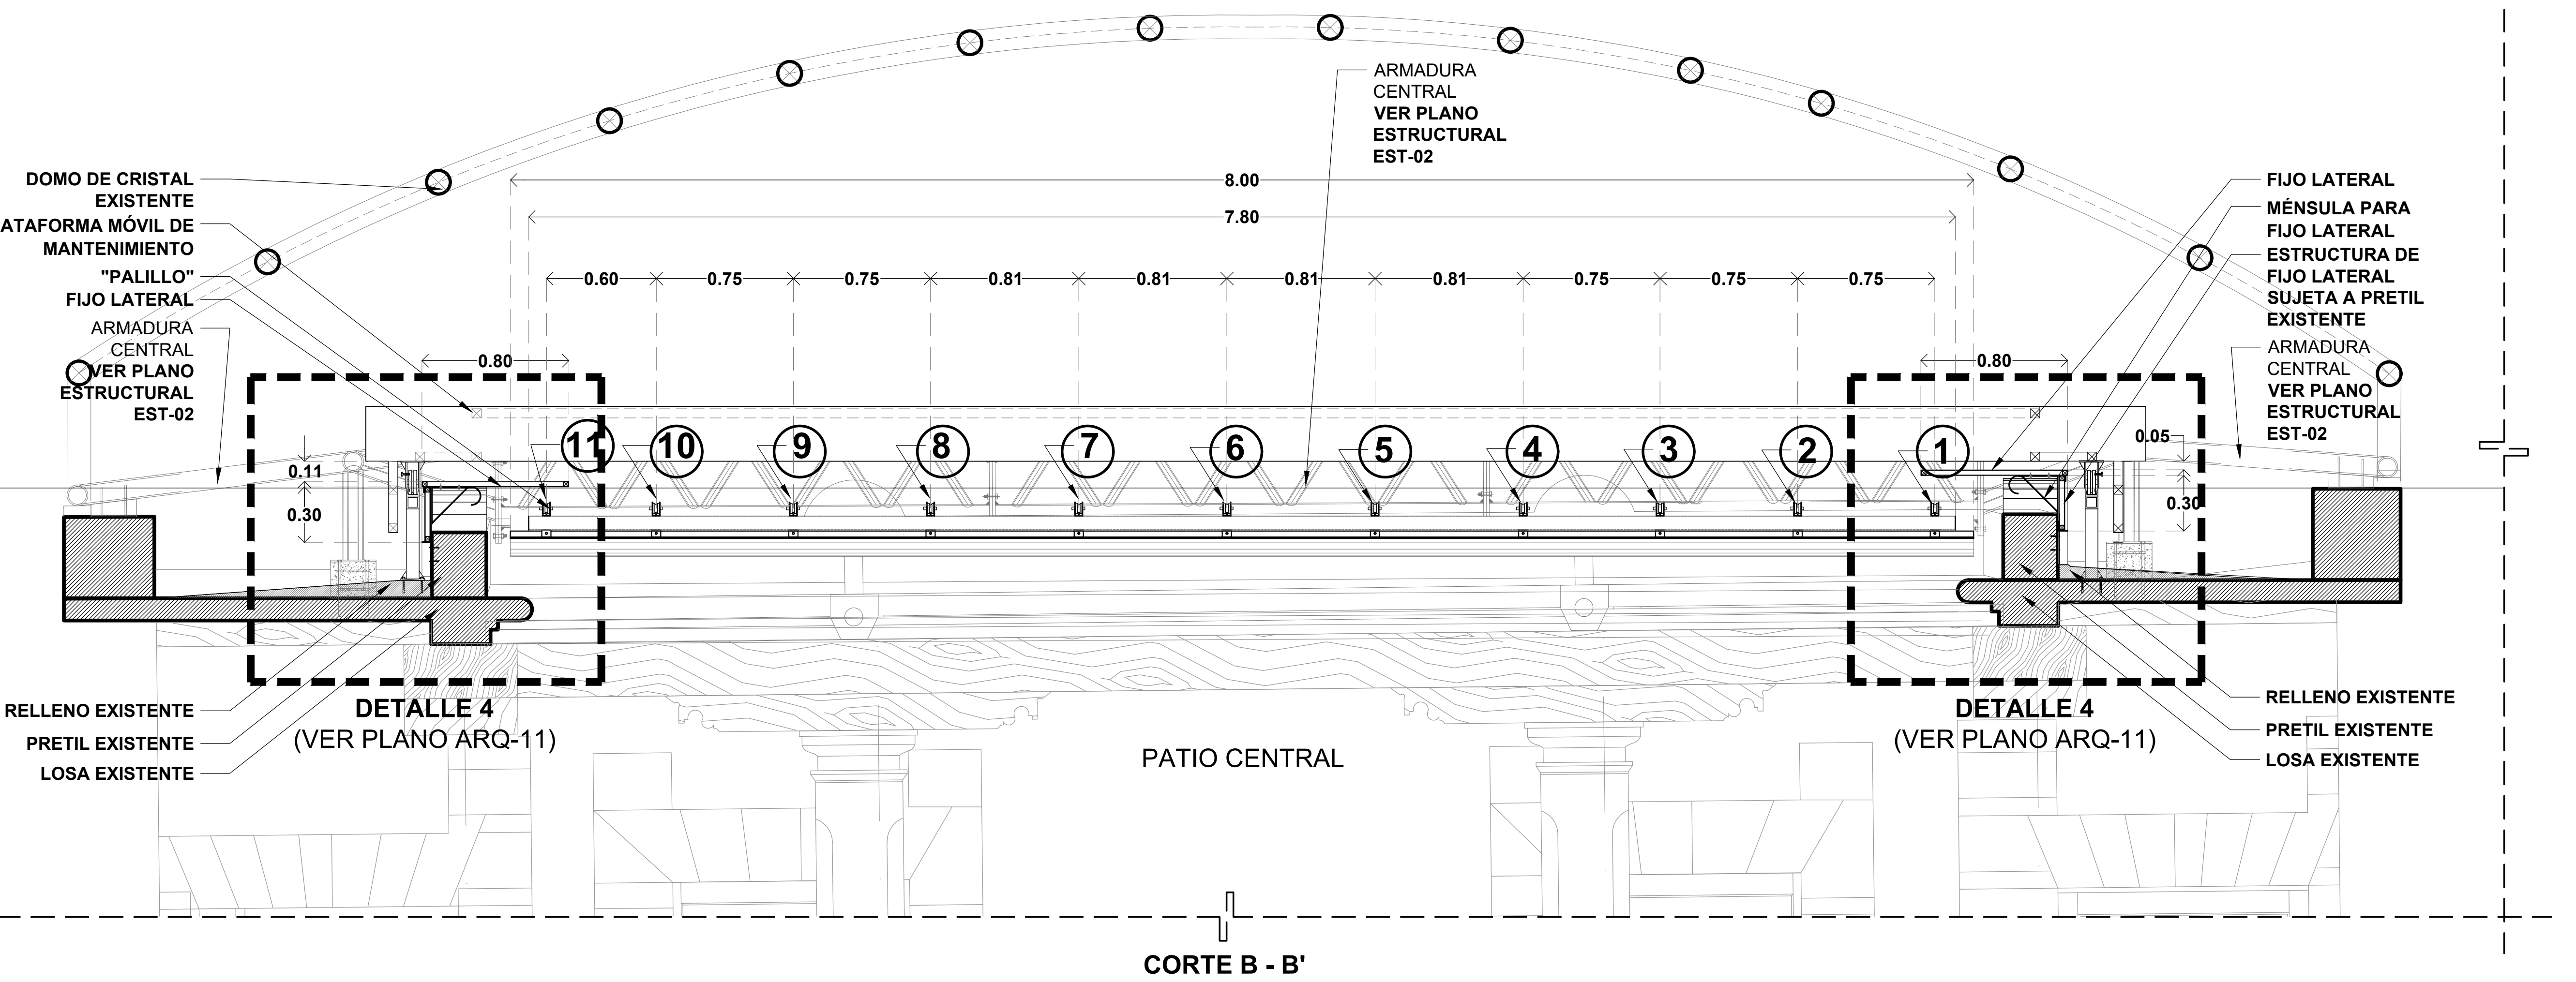 ARMADURA
CENTRAL
VER PLANO
ESTRUCTURAL
EST-02
DOMO DE CRISTAL
EXISTENTE
ATAFORMA MÓVIL DE
MANTENIMIENTO
"PALILLO"
FIJO LATERAL
ARMADURA
CENTRAL
VER PLANO
ESTRUCTURAL
EST-02
8.00
7.80
0.60 0.75 0.75 0.81 0.81 0.81 0.81 0.75 0.75 0.75
FIJO LATERAL
MÉNSULA PARA
FIJO LATERAL
ESTRUCTURA DE
FIJO LATERAL
SUJETA A PRETIL
EXISTENTE
ARMADURA
CENTRAL
VER PLANO
ESTRUCTURAL
EST-02
0.80 0.80
11 10 9 8 7 6 5 4 3 2 1
0.11 0.05
0.30 0.30
RELLENO EXISTENTE
PRETIL EXISTENTE
LOSA EXISTENTE
DETALLE 4
(VER PLANO ARQ-11)
PATIO CENTRAL
DETALLE 4
(VER PLANO ARQ-11)
RELLENO EXISTENTE
PRETIL EXISTENTE
LOSA EXISTENTE
CORTE B - B'